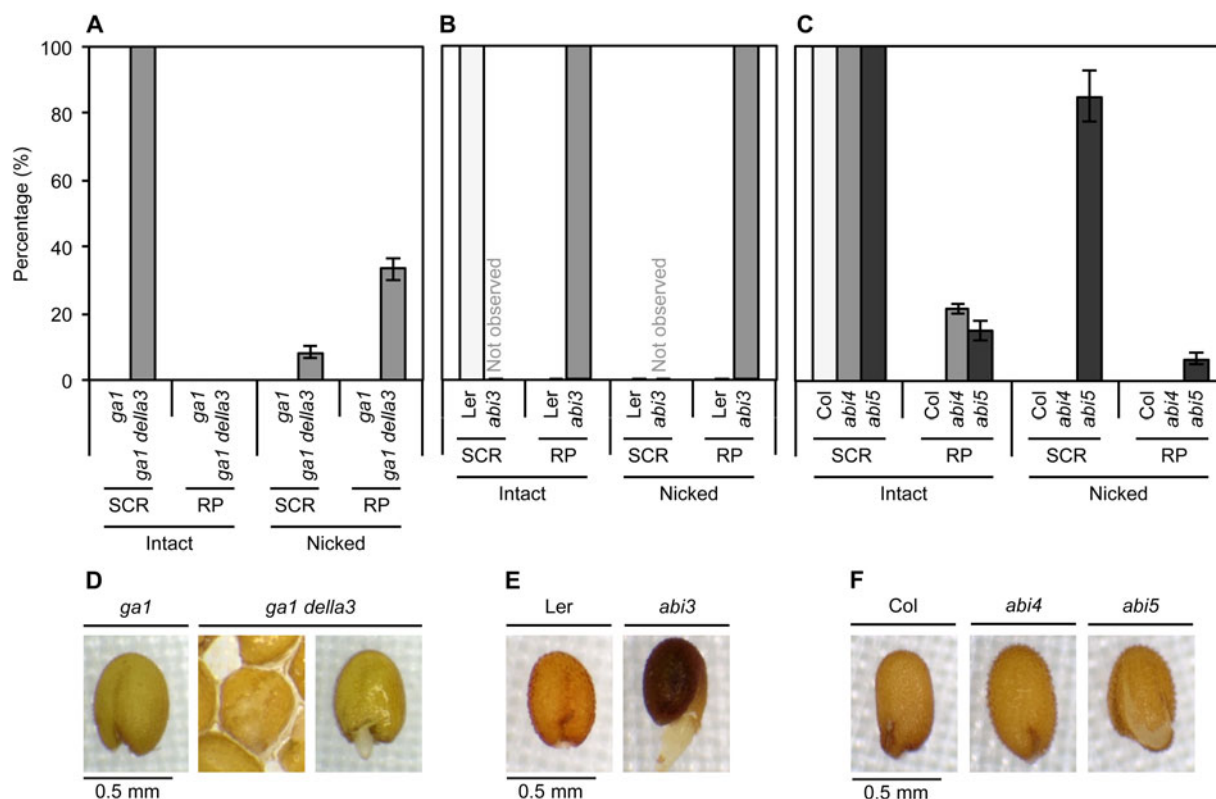 A
B
C
Percentage (%)
100
80
60
40
20
0
Not observed
Not observed
ga1
ga1 della3
ga1
ga1 della3
ga1
ga1 della3
ga1
ga1 della3
Ler
abi3
Ler
abi3
Ler
abi3
Ler
abi3
Col
abi4
abi5
Col
abi4
abi5
Col
abi4
abi5
Col
abi4
abi5
SCR RP SCR RP
Intact Nicked
SCR RP SCR RP
Intact Nicked
SCR RP SCR RP
Intact Nicked
D
ga1 ga1 della3
0.5 mm
E
Ler abi3
F
Col abi4 abi5
0.5 mm